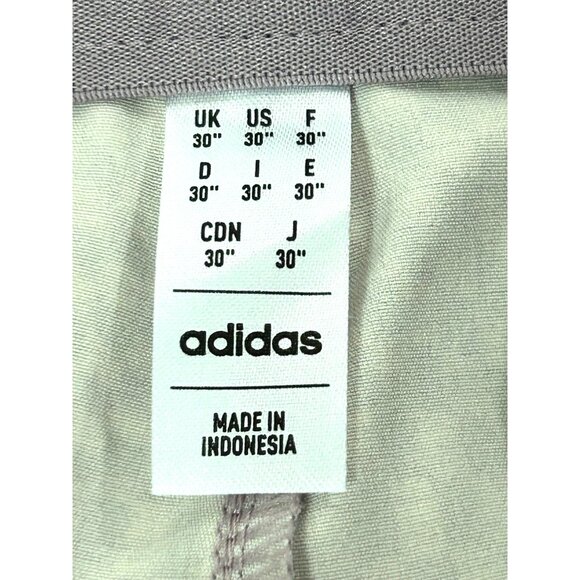 UK US F
30" 30" 30"
D I E
30" 30" 30"
CDN J
30" 30"
adidas
MADE IN
INDONESIA